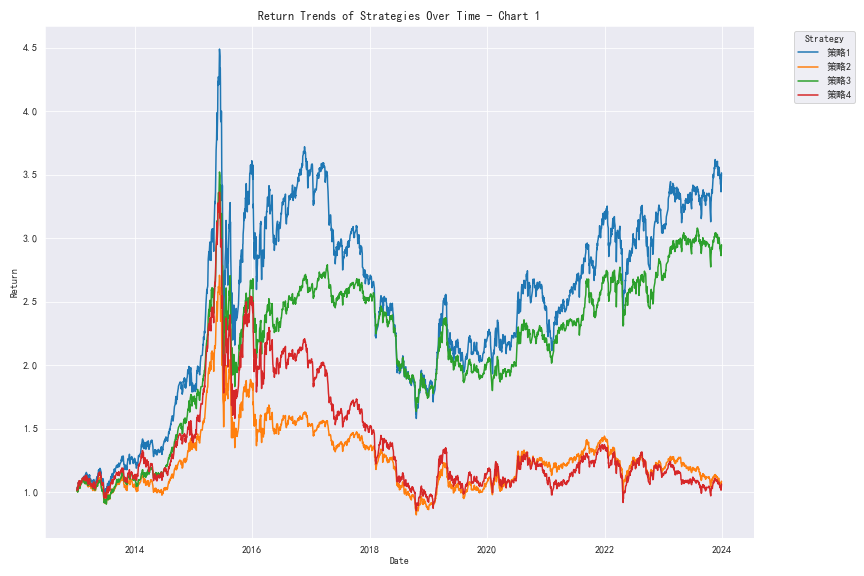 Return Trends of Strategies Over Time - Chart 1
Strategy
策略1
策略2
策略3
策略4
Return
4.5
4.0
3.5
3.0
2.5
2.0
1.5
1.0
2014
2016
2018
2020
2022
2024
Date